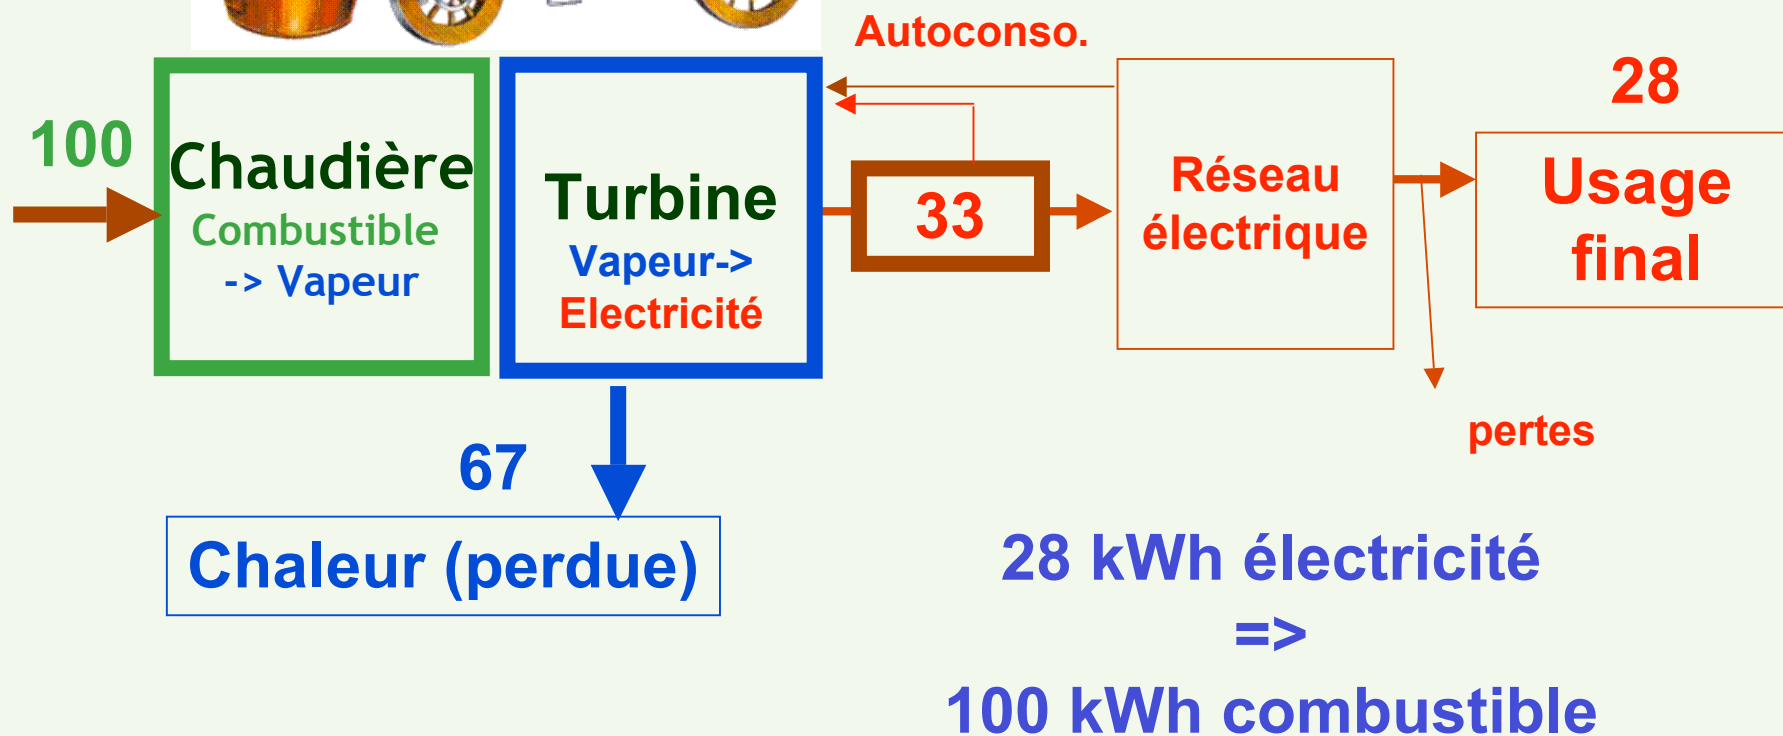 Autoconso.
28
100
Chaudière
Combustible
-> Vapeur
Turbine
Vapeur->
Electricité
33
Réseau
électrique
Usage
final
pertes
67
Chaleur (perdue)
28 kWh électricité
=>
100 kWh combustible